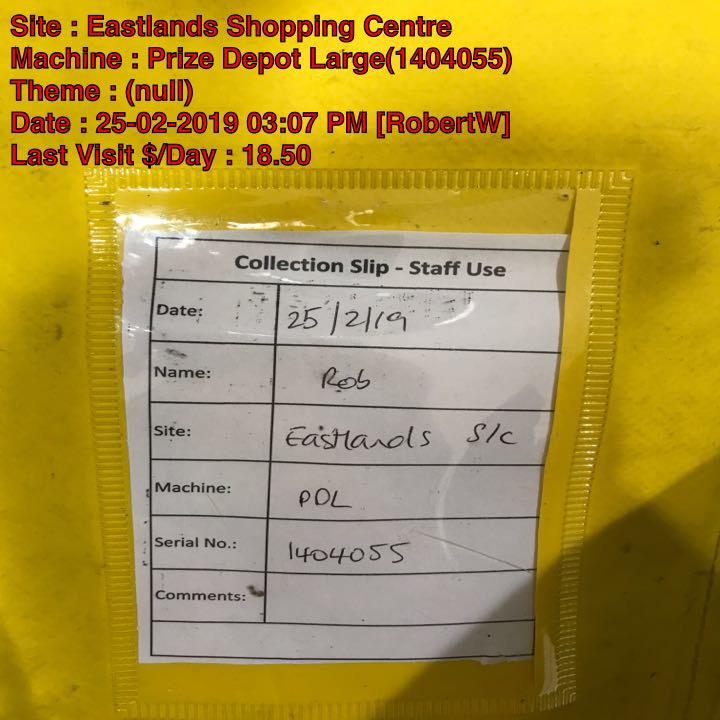 Site : Eastlands Shopping Centre
Machine : Prize Depot Large(1404055)
Theme : (null)
Date : 25-02-2019 03:07 PM [RobertW]
Last Visit $/Day : 18.50
Collection Slip - Staff Use
Date: 25/2/19
Name: Rob
Site: Eastlands S/C
Machine: PDL
Serial No.: 1404055
Comments: